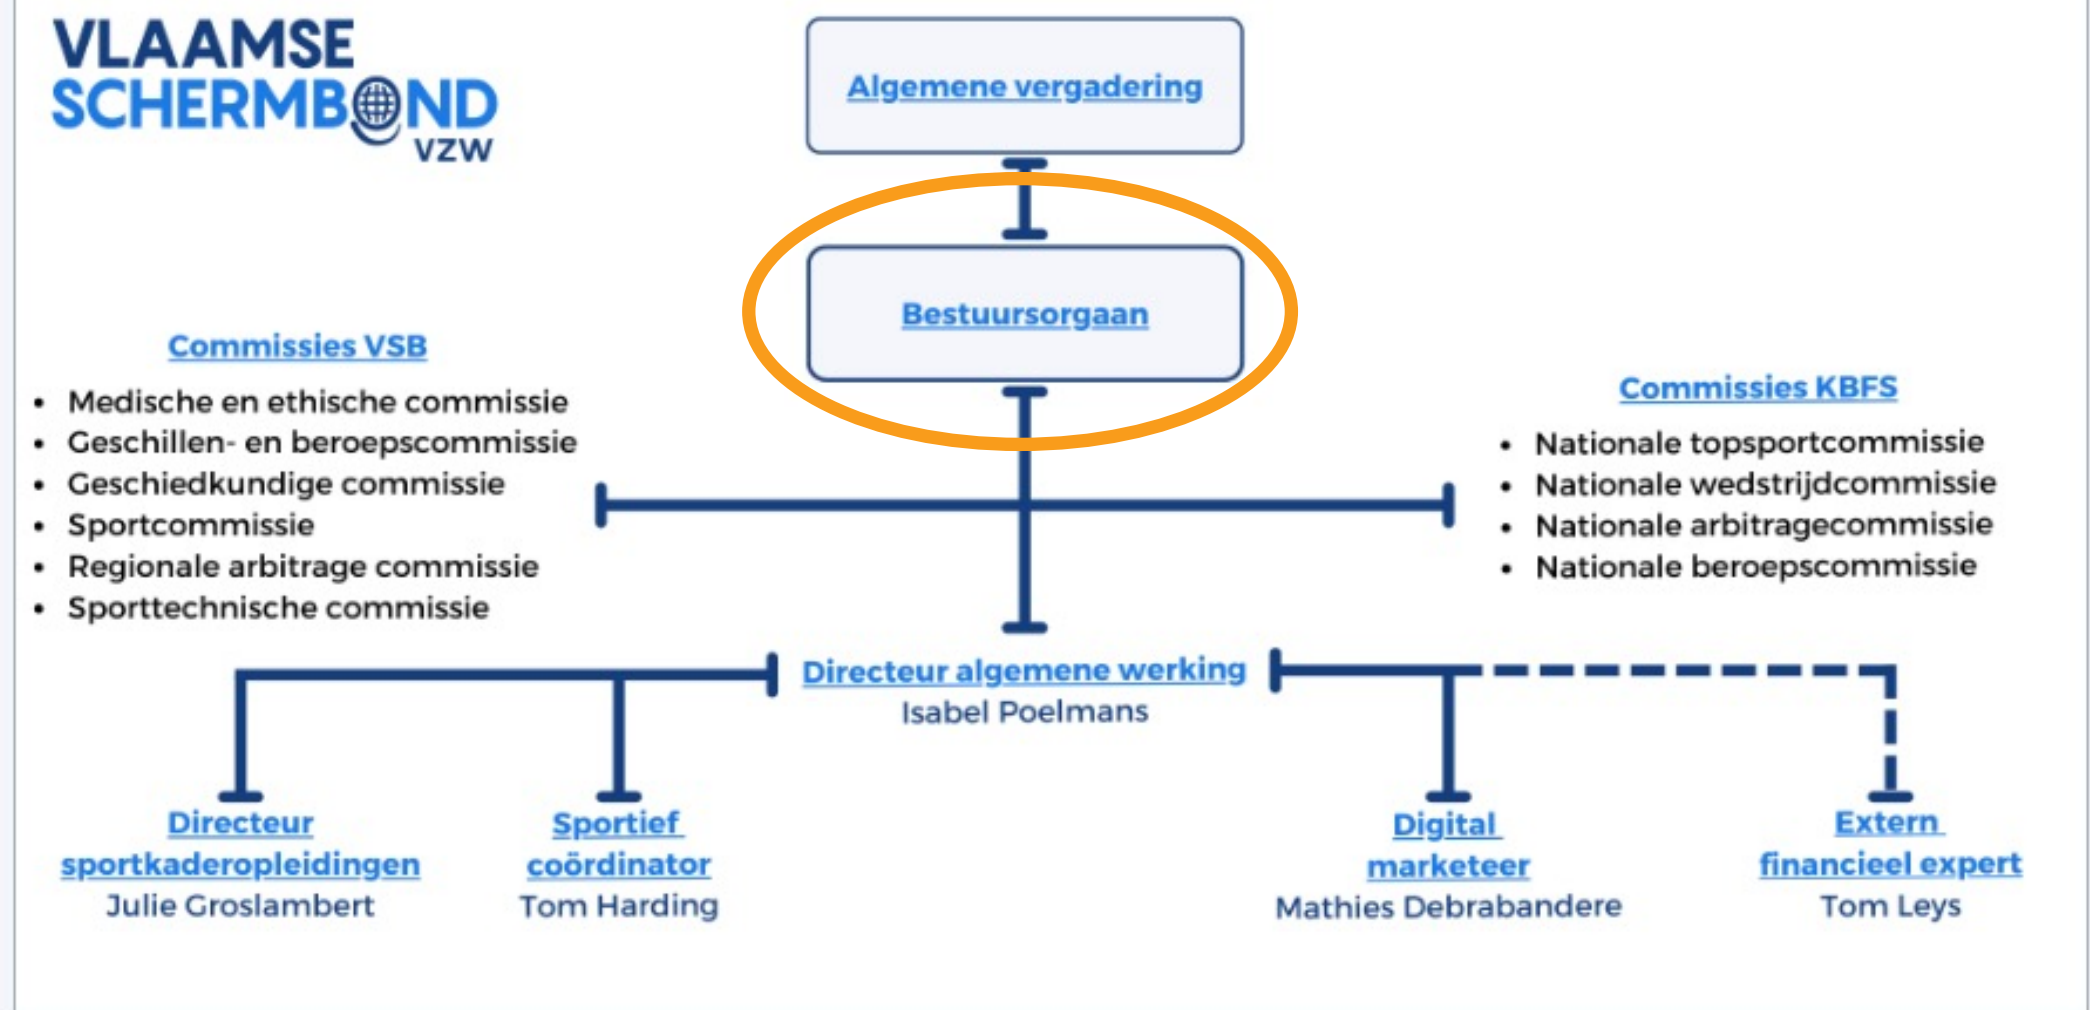 VLAAMSE
SCHERMBOND
VZW
Algemene vergadering
Bestuursorgaan
Commissies VSB
• Medische en ethische commissie
• Geschillen- en beroepscommissie
• Geschiedkundige commissie
• Sportcommissie
• Regionale arbitrage commissie
• Sporttechnische commissie
Commissies KBFS
• Nationale topsportcommissie
• Nationale wedstrijdcommissie
• Nationale arbitragecommissie
• Nationale beroepscommissie
Directeur algemene werking
Isabel Poelmans
Directeur
sportkaderopleidingen
Julie Groslambert
Sportief
coördinator
Tom Harding
Digital
marketeer
Mathies Debrabandere
Extern
financieel expert
Tom Leys